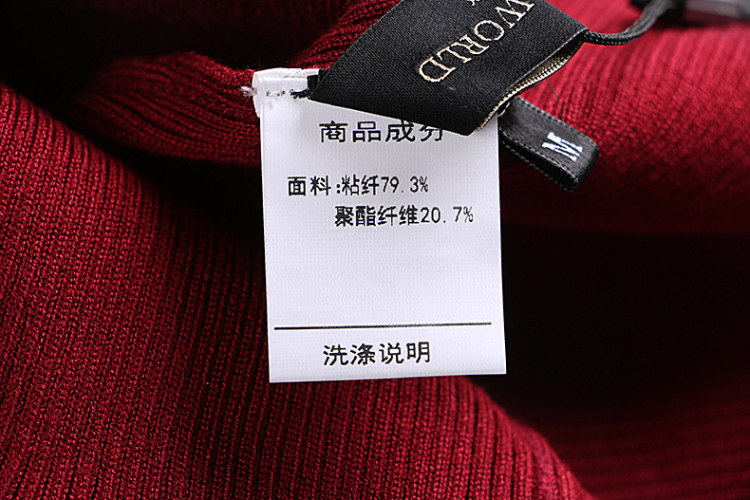 WORLD
M
商品成分
面料:粘纤79.3%
聚酯纤维20.7%
洗涤说明